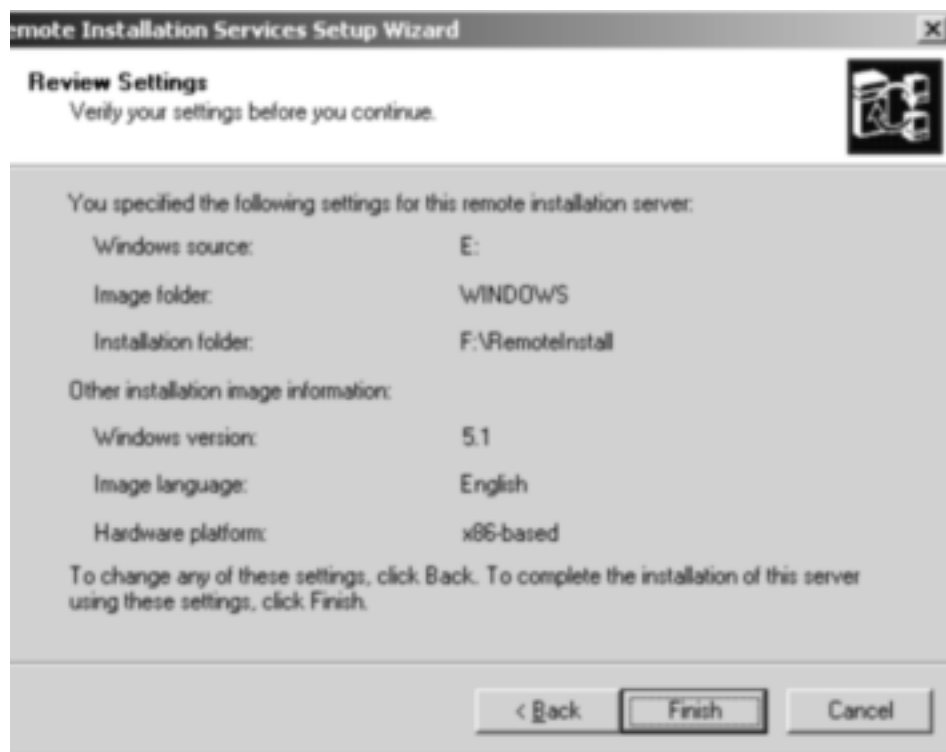 emote Installation Services Setup Wizard
Review Settings
Verify your settings before you continue.
You specified the following settings for this remote installation server:
Windows source: E:
Image folder: WINDOWS
Installation folder: F:\RemoteInstall
Other installation image information:
Windows version: 5.1
Image language: English
Hardware platform: x86-based
To change any of these settings, click Back. To complete the installation of this server
using these settings, click Finish.
< Back Finish Cancel